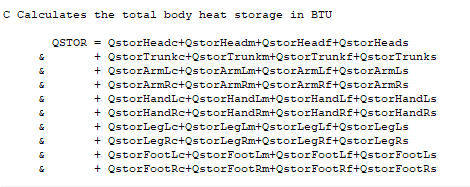 C Calculates the total body heat storage in BTU
QSTOR = QstorHeadc+QstorHeadm+QstorHeadf+QstorHeads
& + QstorTrunkc+QstorTrunkm+QstorTrunkf+QstorTrunks
& + QstorArmLc+QstorArmLm+QstorArmLf+QstorArmLs
& + QstorArmRc+QstorArmRm+QstorArmRf+QstorArmRs
& + QstorHandLc+QstorHandLm+QstorHandLf+QstorHandLs
& + QstorHandRc+QstorHandRm+QstorHandRf+QstorHandRs
& + QstorLegLc+QstorLegLm+QstorLegLf+QstorLegLs
& + QstorLegRc+QstorLegRm+QstorLegRf+QstorLegRs
& + QstorFootLc+QstorFootLm+QstorFootLf+QstorFootLs
& + QstorFootRc+QstorFootRm+QstorFootRf+QstorFootRs